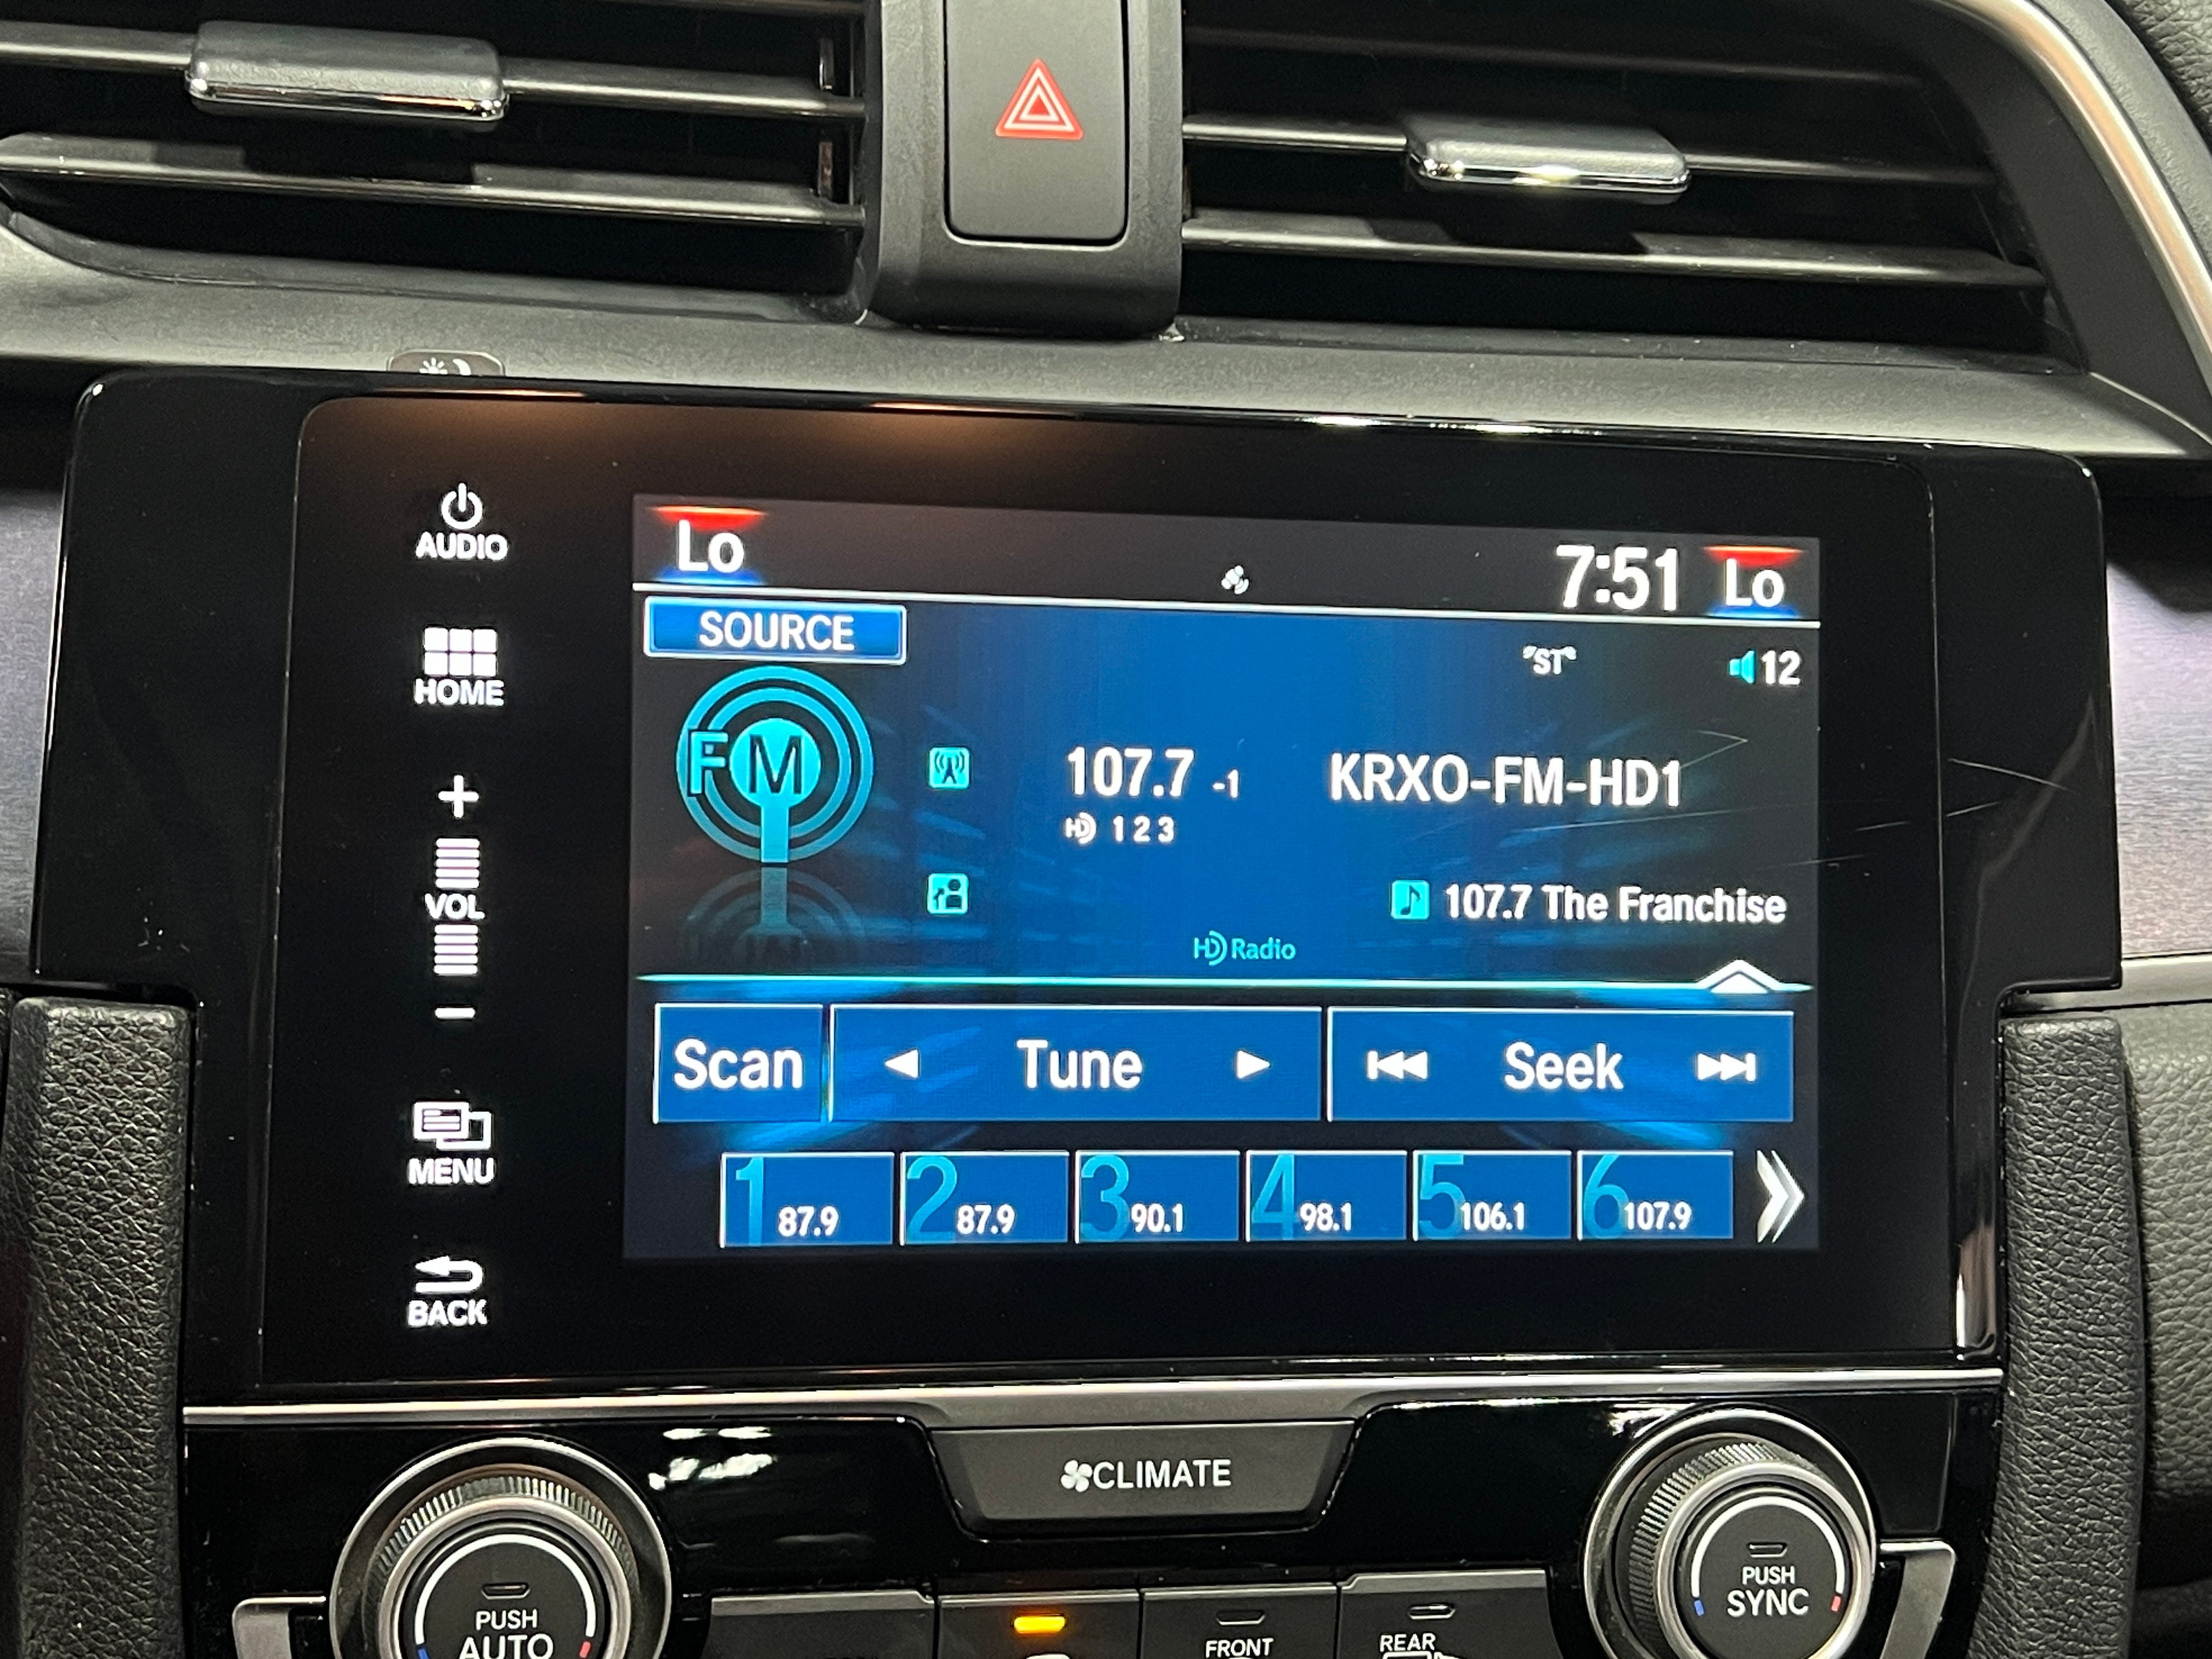 AUDIO
HOME
VOL
MENU
BACK
Lo
7:51
Lo
SOURCE
"ST"
12
FM
107.7 -1
KRXO-FM-HD1
HD 1 2 3
107.7 The Franchise
HD Radio
Scan
Tune
Seek
1 87.9
2 87.9
3 90.1
4 98.1
5 106.1
6 107.9
CLIMATE
PUSH
AUTO
FRONT
REAR
PUSH
SYNC